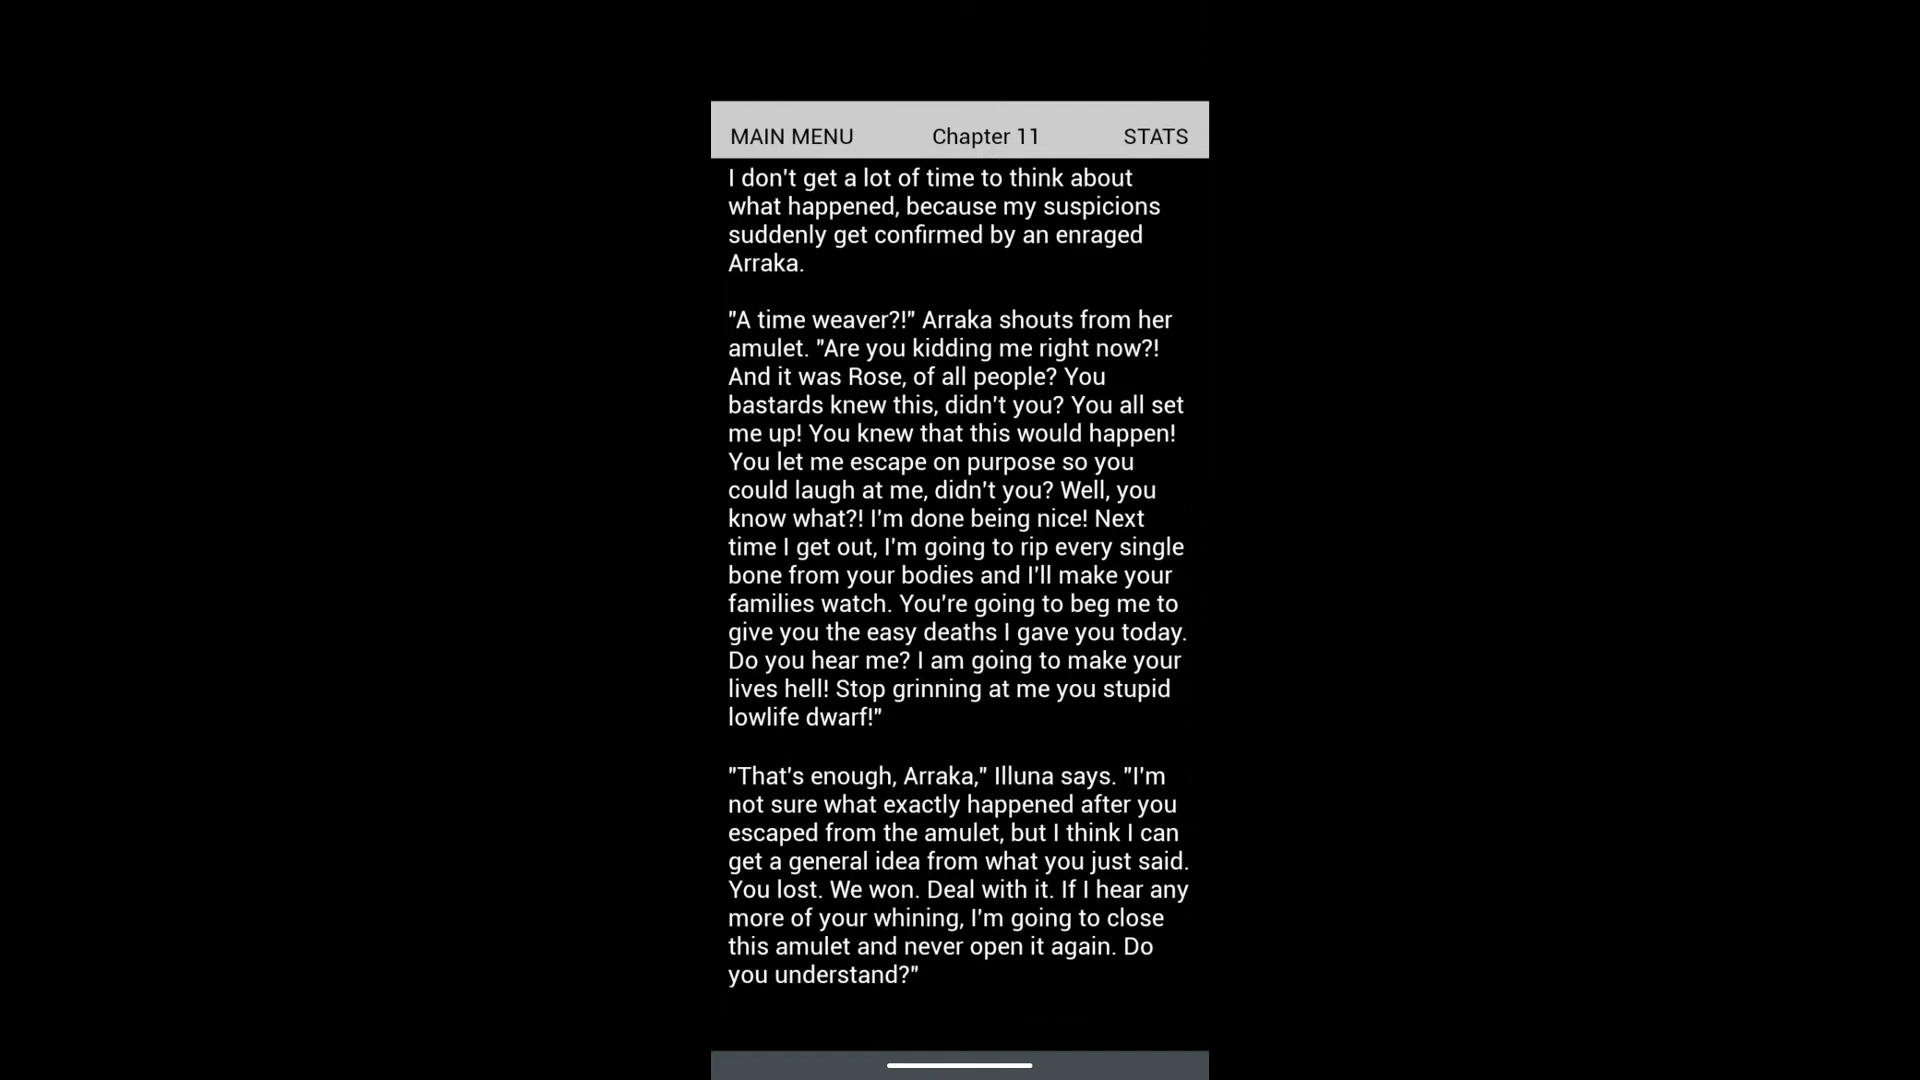 MAIN MENU Chapter 11 STATS
I don't get a lot of time to think about
what happened, because my suspicions
suddenly get confirmed by an enraged
Arraka.
"A time weaver?!" Arraka shouts from her
amulet. "Are you kidding me right now?!
And it was Rose, of all people? You
bastards knew this, didn't you? You all set
me up! You knew that this would happen!
You let me escape on purpose so you
could laugh at me, didn't you? Well, you
know what?! I'm done being nice! Next
time I get out, I'm going to rip every single
bone from your bodies and I'll make your
families watch. You're going to beg me to
give you the easy deaths I gave you today.
Do you hear me? I am going to make your
lives hell! Stop grinning at me you stupid
lowlife dwarf!"
"That's enough, Arraka," Illuna says. "I'm
not sure what exactly happened after you
escaped from the amulet, but I think I can
get a general idea from what you just said.
You lost. We won. Deal with it. If I hear any
more of your whining, I'm going to close
this amulet and never open it again. Do
you understand?"